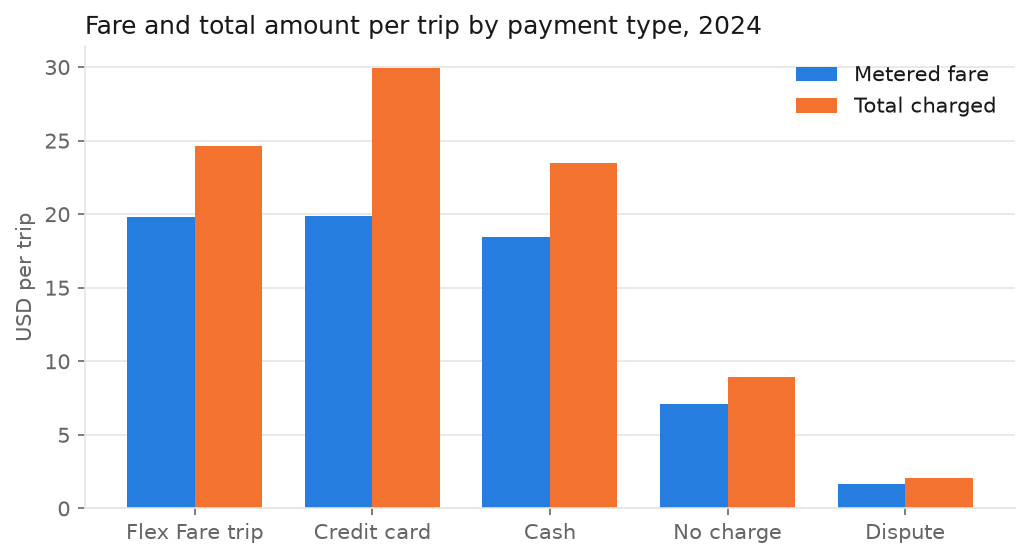 Fare and total amount per trip by payment type, 2024
Metered fare
Total charged
USD per trip
30
25
20
15
10
5
0
Flex Fare trip
Credit card
Cash
No charge
Dispute